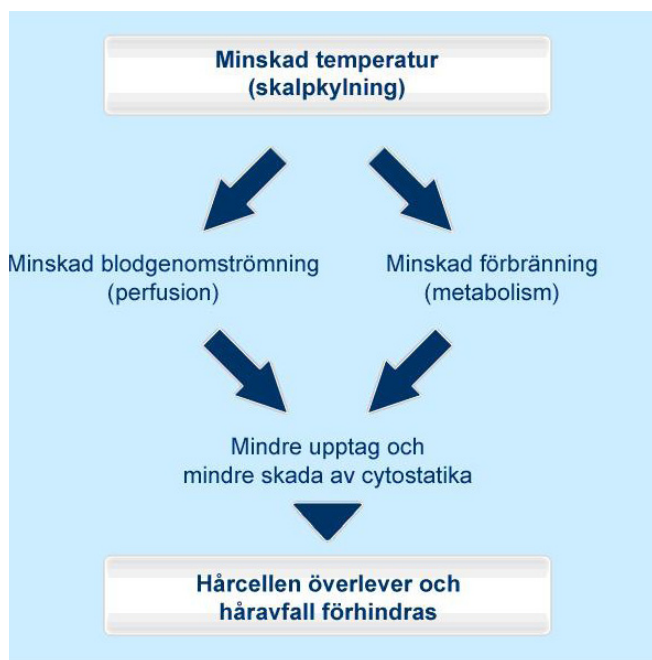 Minskad temperatur
(skalpkylning)
Minskad blodgenomströmning
(perfusion)
Minskad förbränning
(metabolism)
Mindre upptag och
mindre skada av cytostatika
Hårcellen överlever och
håravfall förhindras